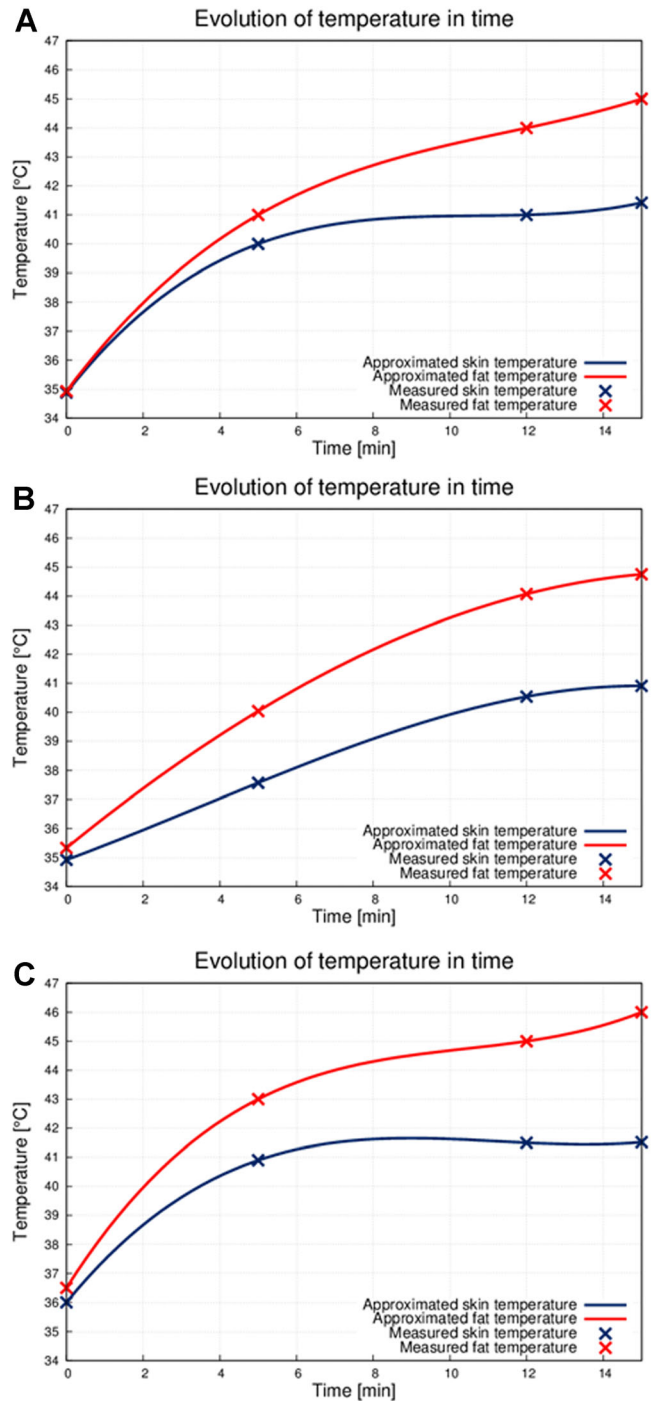 A
Evolution of temperature in time
47
46
45
44
43
42
41
40
39
38
37
36
35
34
Temperature [°C]
Approximated skin temperature
Approximated fat temperature
Measured skin temperature
Measured fat temperature
0 2 4 6 8 10 12 14
Time [min]
B
Evolution of temperature in time
47
46
45
44
43
42
41
40
39
38
37
36
35
34
Temperature [°C]
Approximated skin temperature
Approximated fat temperature
Measured skin temperature
Measured fat temperature
0 2 4 6 8 10 12 14
Time [min]
C
Evolution of temperature in time
47
46
45
44
43
42
41
40
39
38
37
36
35
34
Temperature [°C]
Approximated skin temperature
Approximated fat temperature
Measured skin temperature
Measured fat temperature
0 2 4 6 8 10 12 14
Time [min]